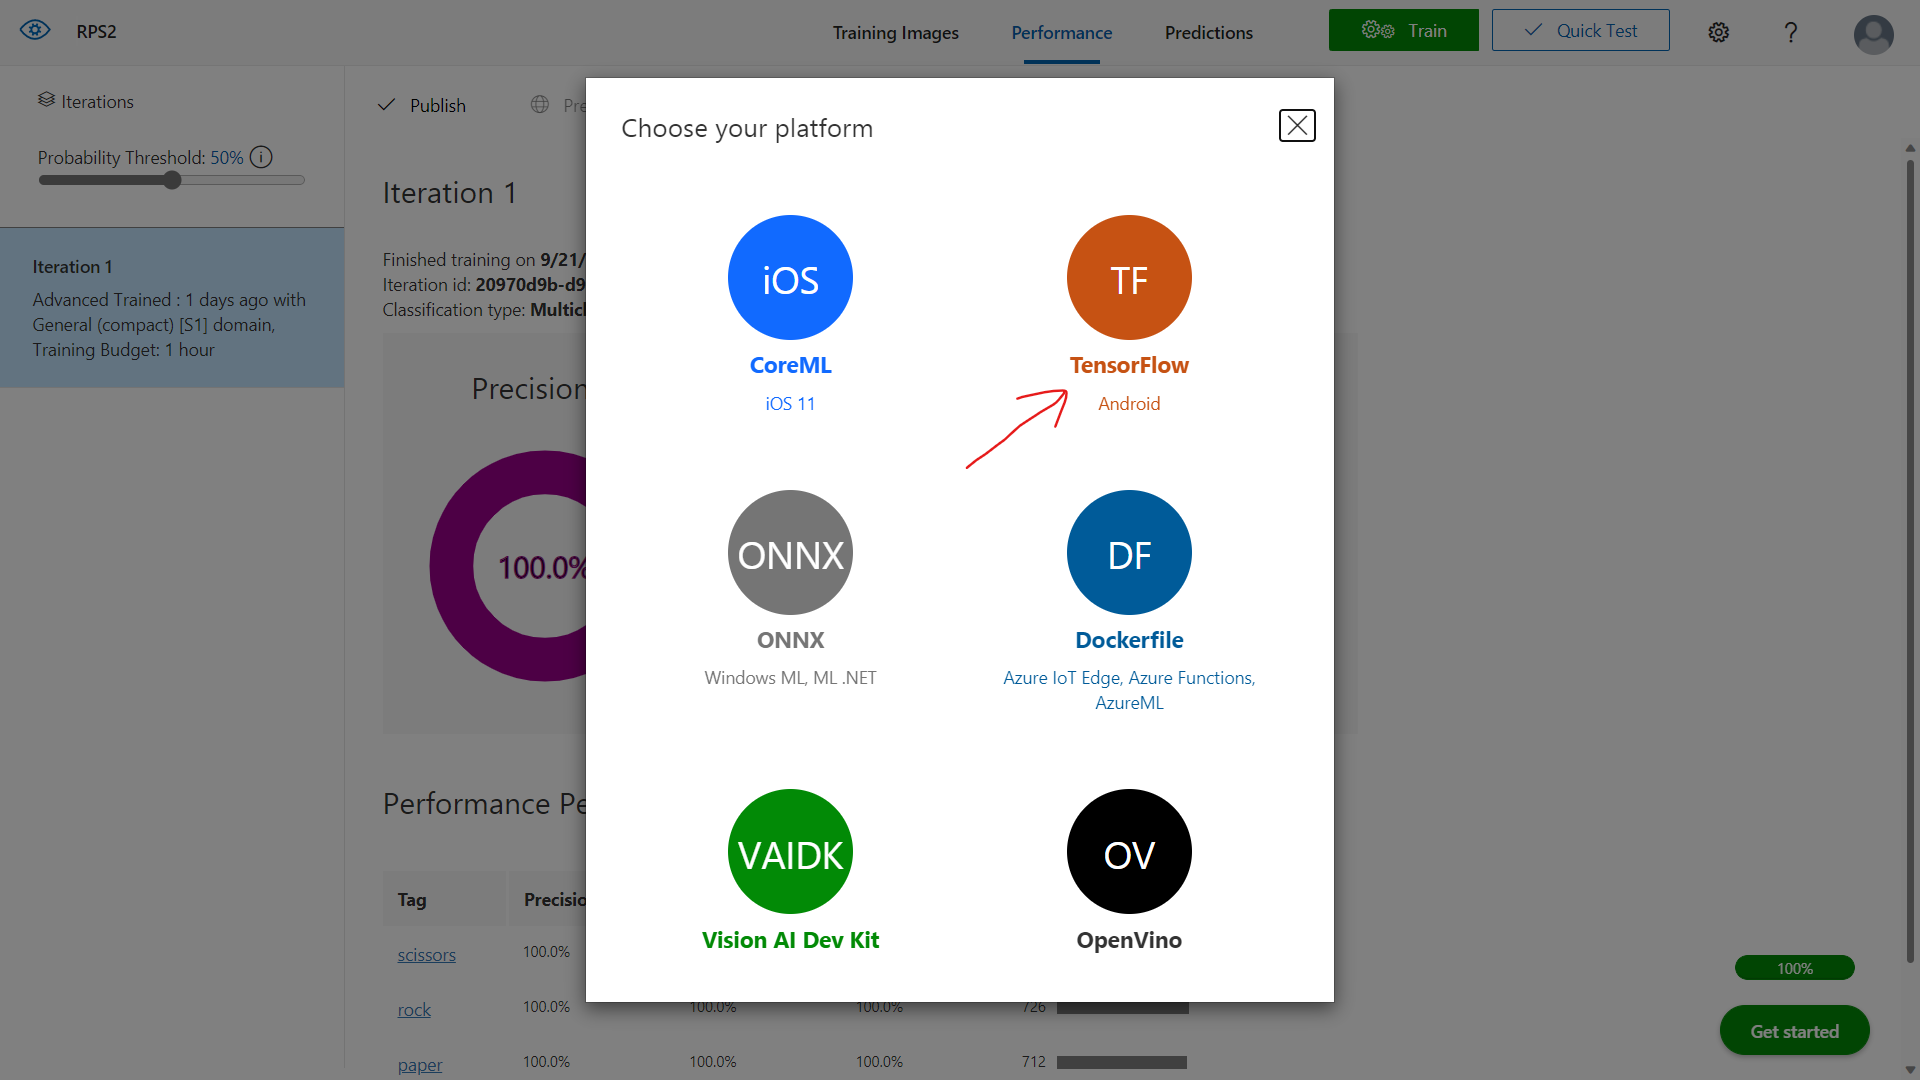 RPS2
Training Images
Performance
Predictions
Train
Quick Test
?
Iterations
Probability Threshold: 50% i
Iteration 1
Advanced Trained : 1 days ago with
General (compact) [S1] domain,
Training Budget: 1 hour
Publish
Pre
Iteration 1
Finished training on 9/21/
Iteration id: 20970d9b-d9
Classification type: Multicl
Precision
100.0%
Performance Pe
Tag
Precisio
scissors
100.0%
rock
100.0%
100.0%
100.0%
726
paper
100.0%
100.0%
100.0%
712
Choose your platform
iOS
CoreML
iOS 11
TF
TensorFlow
Android
ONNX
ONNX
Windows ML, ML .NET
DF
Dockerfile
Azure IoT Edge, Azure Functions,
AzureML
VAIDK
Vision AI Dev Kit
OV
OpenVino
100%
Get started